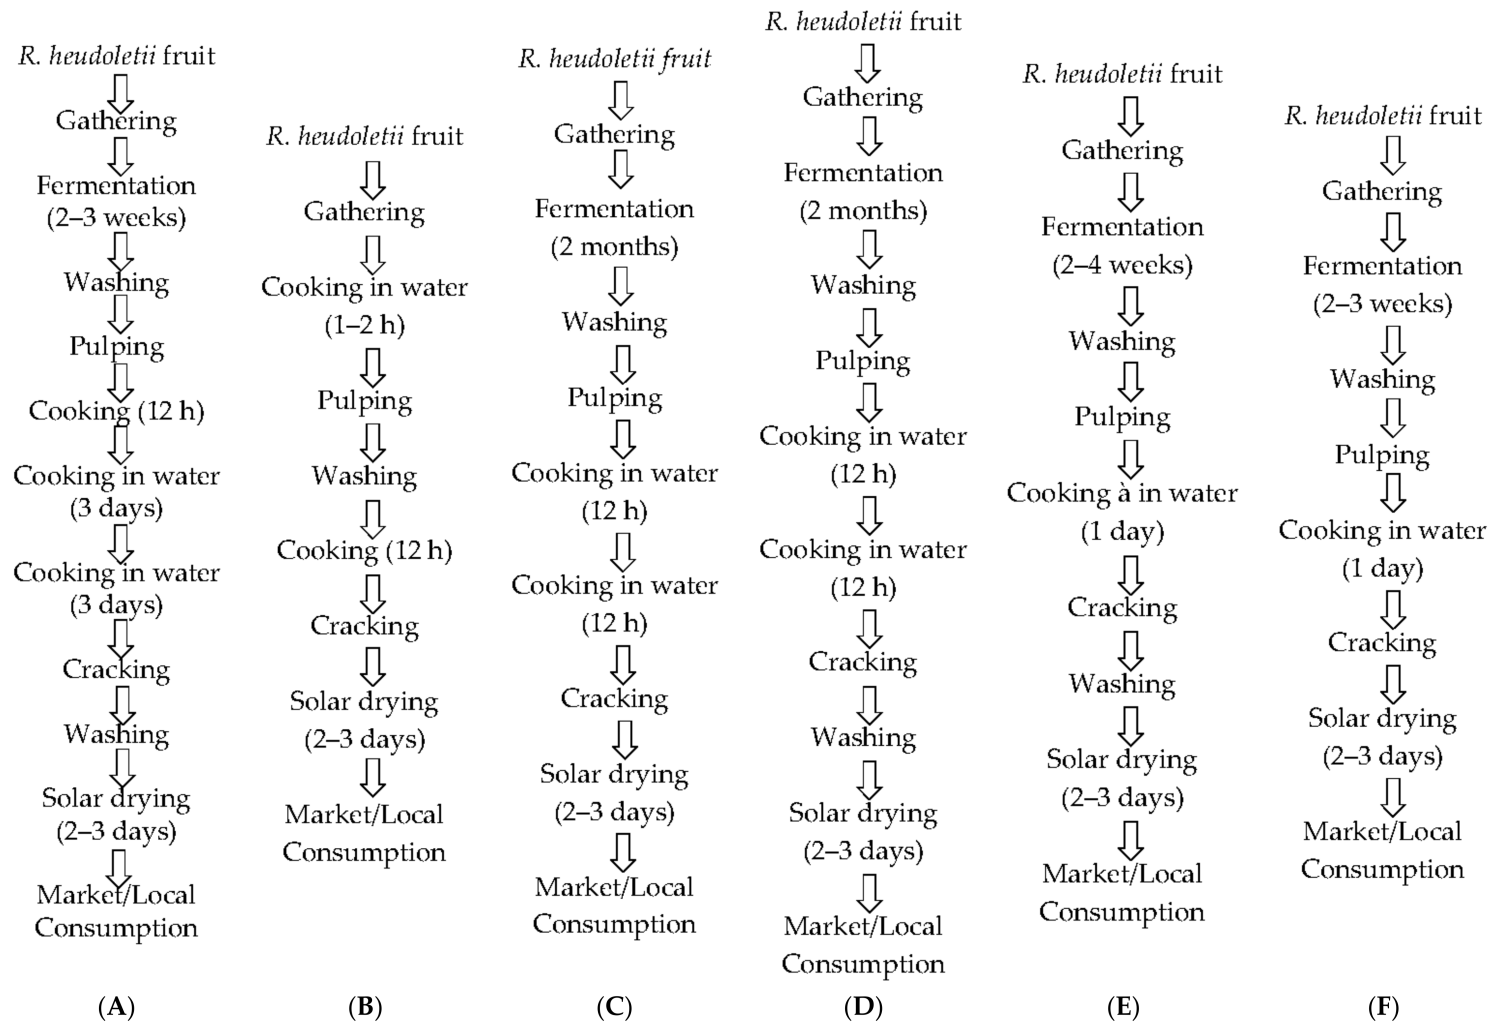 R. heudoletii fruit
Gathering
Fermentation
(2–3 weeks)
Washing
Pulping
Cooking (12 h)
Cooking in water
(3 days)
Cooking in water
(3 days)
Cracking
Washing
Solar drying
(2–3 days)
Market/Local
Consumption
(A)
R. heudoletii fruit
Gathering
Cooking in water
(1–2 h)
Pulping
Washing
Cooking (12 h)
Cracking
Solar drying
(2–3 days)
Market/Local
Consumption
(B)
R. heudoletii fruit
Gathering
Fermentation
(2 months)
Washing
Pulping
Cooking in water
(12 h)
Cooking in water
(12 h)
Cracking
Solar drying
(2–3 days)
Market/Local
Consumption
(C)
R. heudoletii fruit
Gathering
Fermentation
(2 months)
Washing
Pulping
Cooking in water
(12 h)
Cooking in water
(12 h)
Cracking
Washing
Solar drying
(2–3 days)
Market/Local
Consumption
(D)
R. heudoletii fruit
Gathering
Fermentation
(2–4 weeks)
Washing
Pulping
Cooking à in water
(1 day)
Cracking
Washing
Solar drying
(2–3 days)
Market/Local
Consumption
(E)
R. heudoletii fruit
Gathering
Fermentation
(2–3 weeks)
Washing
Pulping
Cooking in water
(1 day)
Cracking
Solar drying
(2–3 days)
Market/Local
Consumption
(F)